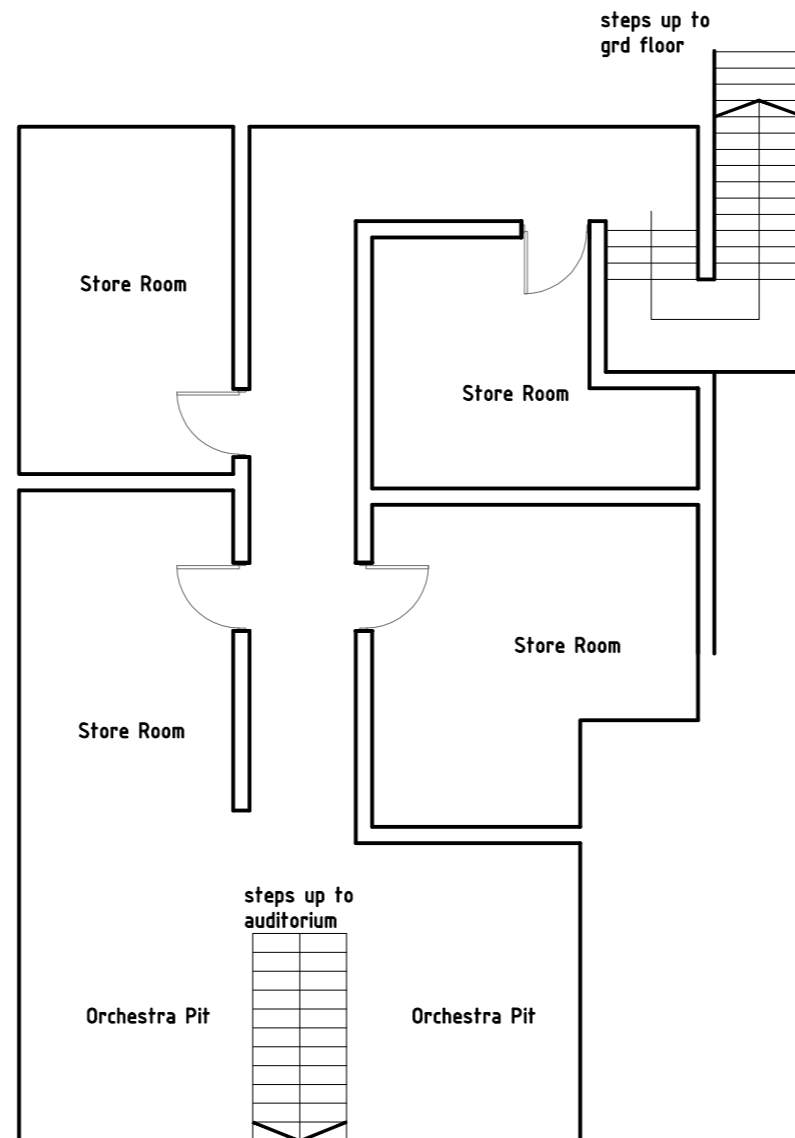 steps up to
grd floor
Store Room
Store Room
Store Room
Store Room
steps up to
auditorium
Orchestra Pit
Orchestra Pit